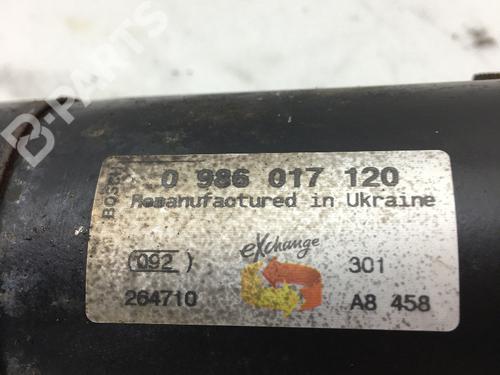 B-PARTS
BOSCH
0 986 017 120
Remanufactured in Ukraine
(092)
eXchange
301
264710
A8 458